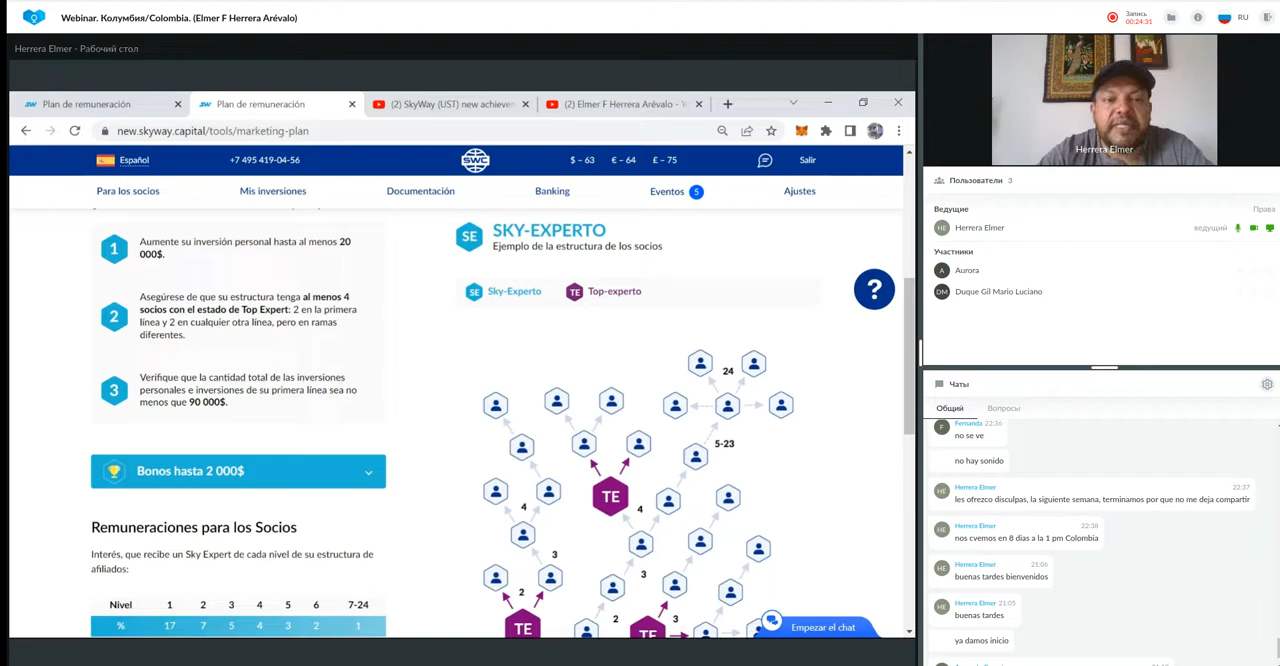 Webinar. Колумбия/Colombia. (Elmer F Herrera Arévalo)
Запись
00:24:31
RU
Herrera Elmer - Рабочий стол
Plan de remuneración
Plan de remuneración
(2) SkyWay (UST) new achieve
(2) Elmer F Herrera Arévalo - Y
new.skyway.capital/tools/marketing-plan
Español
+7 495 419-04-56
SWC
$ – 63
€ – 64
£ – 75
Salir
Para los socios
Mis inversiones
Documentación
Banking
Eventos 5
Ajustes
1
Aumente su inversión personal hasta al menos 20
000$.
2
Asegúrese de que su estructura tenga al menos 4
socios con el estado de Top Expert: 2 en la primera
línea y 2 en cualquier otra línea, pero en ramas
diferentes.
3
Verifique que la cantidad total de las inversiones
personales e inversiones de su primera línea sea no
menos que 90 000$.
Bonos hasta 2 000$
Remuneraciones para los Socios
Interés, que recibe un Sky Expert de cada nivel de su estructura de
afiliados:
Nivel 1 2 3 4 5 6 7-24
% 17 7 5 4 3 2 1
SE
SKY-EXPERTO
Ejemplo de la estructura de los socios
SE Sky-Experto
TE Top-experto
?
24
5-23
TE
4
4
3
3
2
2
3
TE
TE
Empezar el chat
Herrera Elmer
Пользователи 3
Ведущие
Права
HE Herrera Elmer
ведущий
Участники
A Aurora
DM Duque Gil Mario Luciano
Чаты
Общий
Вопросы
F
Fernanda 22:36
no se ve
no hay sonido
HE
Herrera Elmer 22:37
les ofrezco disculpas, la siguiente semana, terminamos por que no me deja compartir
HE
Herrera Elmer 22:38
nos cvemos en 8 dias a la 1 pm Colombia
HE
Herrera Elmer 21:06
buenas tardes bienvenidos
HE
Herrera Elmer 21:05
buenas tardes
ya damos inicio